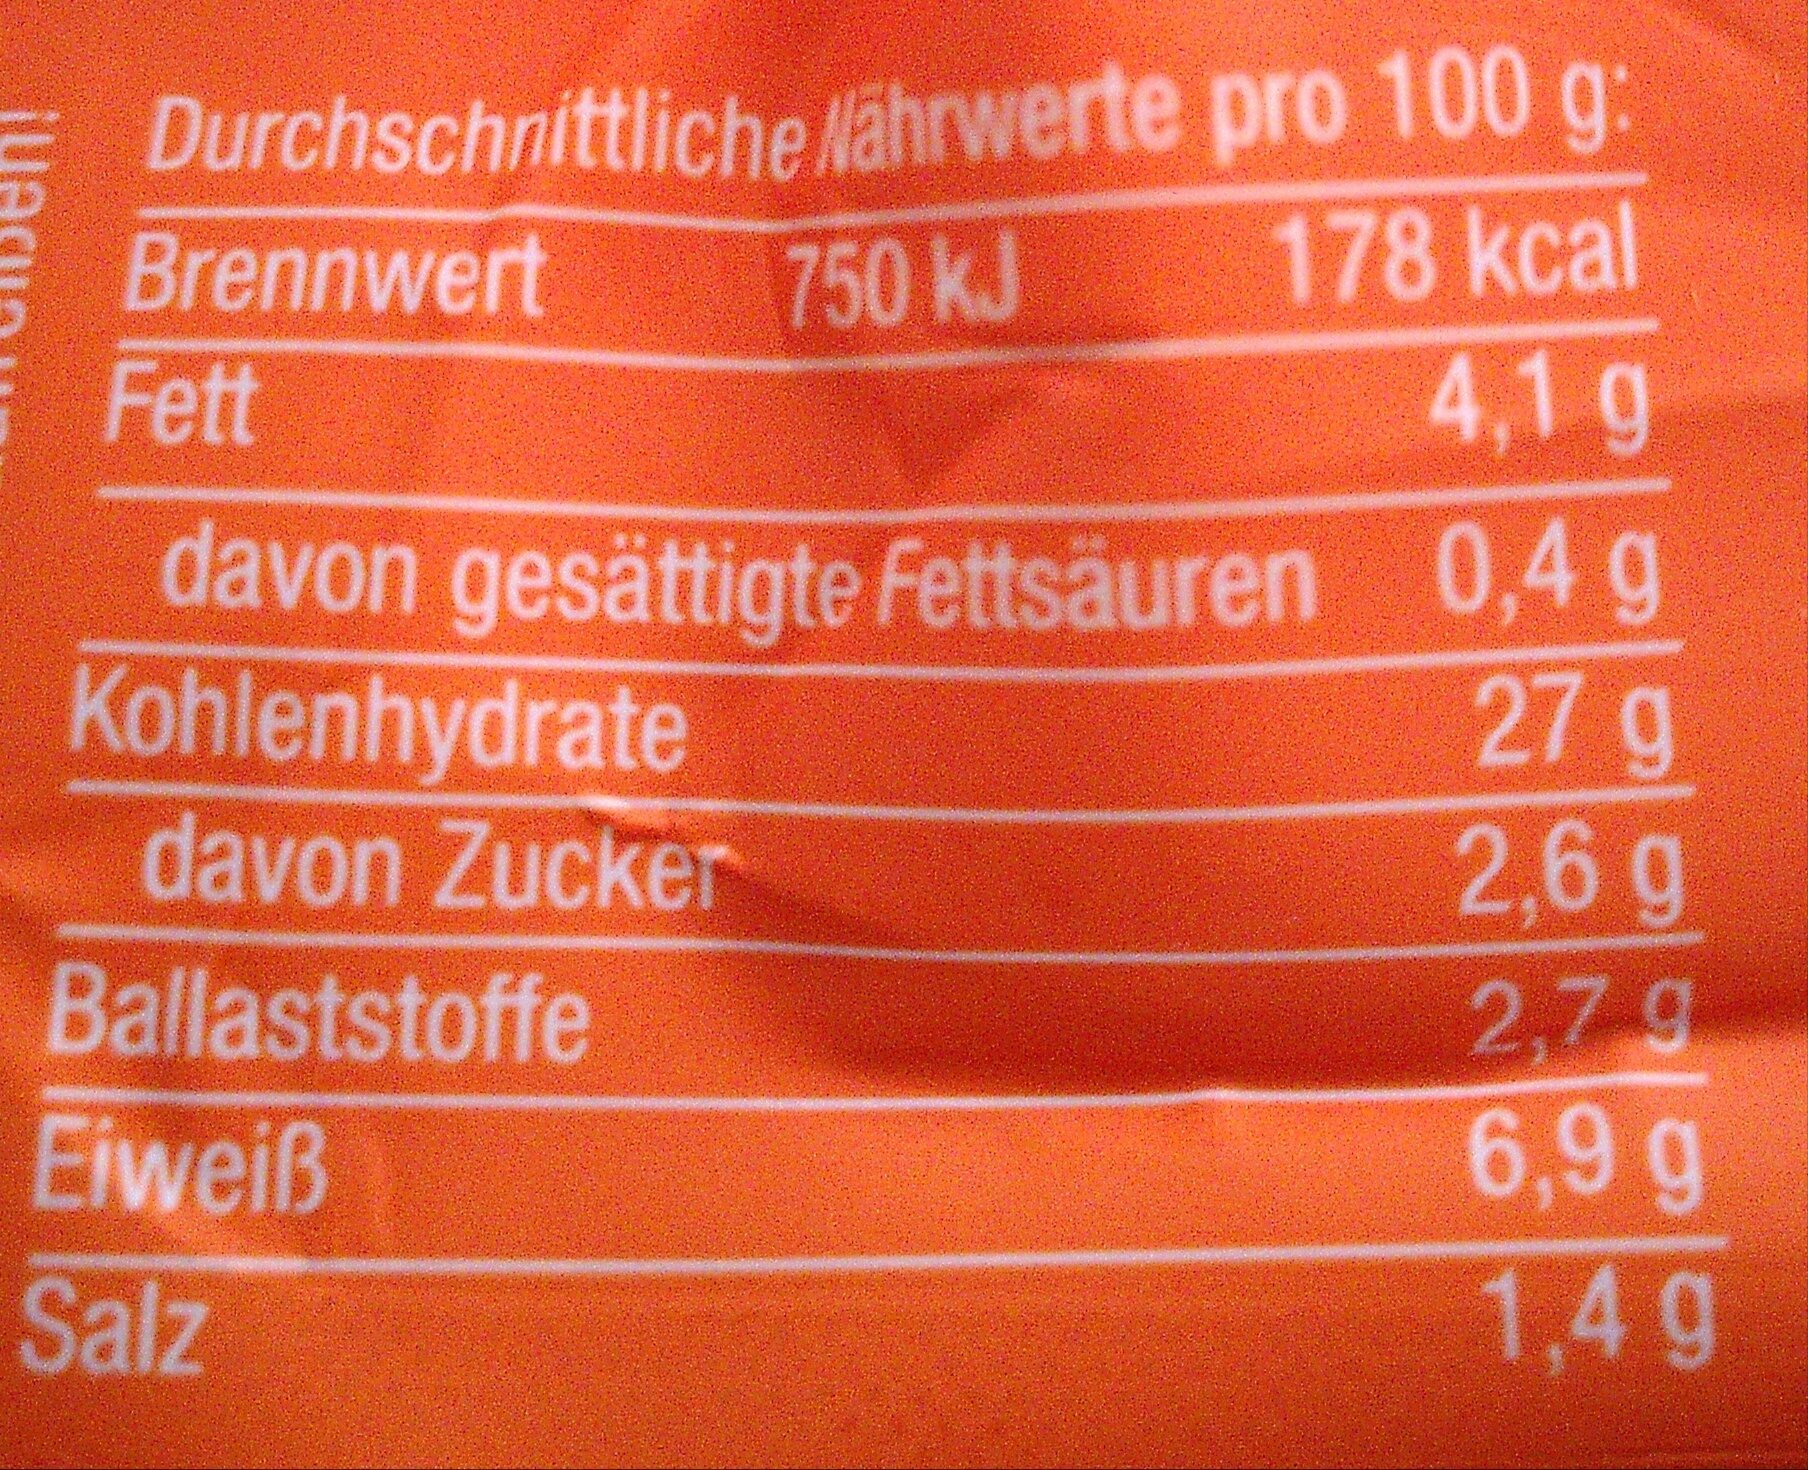 Durchschnittliche Nährwerte pro 100 g:
Brennwert 750 kJ 178 kcal
Fett 4,1 g
davon gesättigte Fettsäuren 0,4 g
Kohlenhydrate 27 g
davon Zucker 2,6 g
Ballaststoffe 2,7 g
Eiweiß 6,9 g
Salz 1,4 g